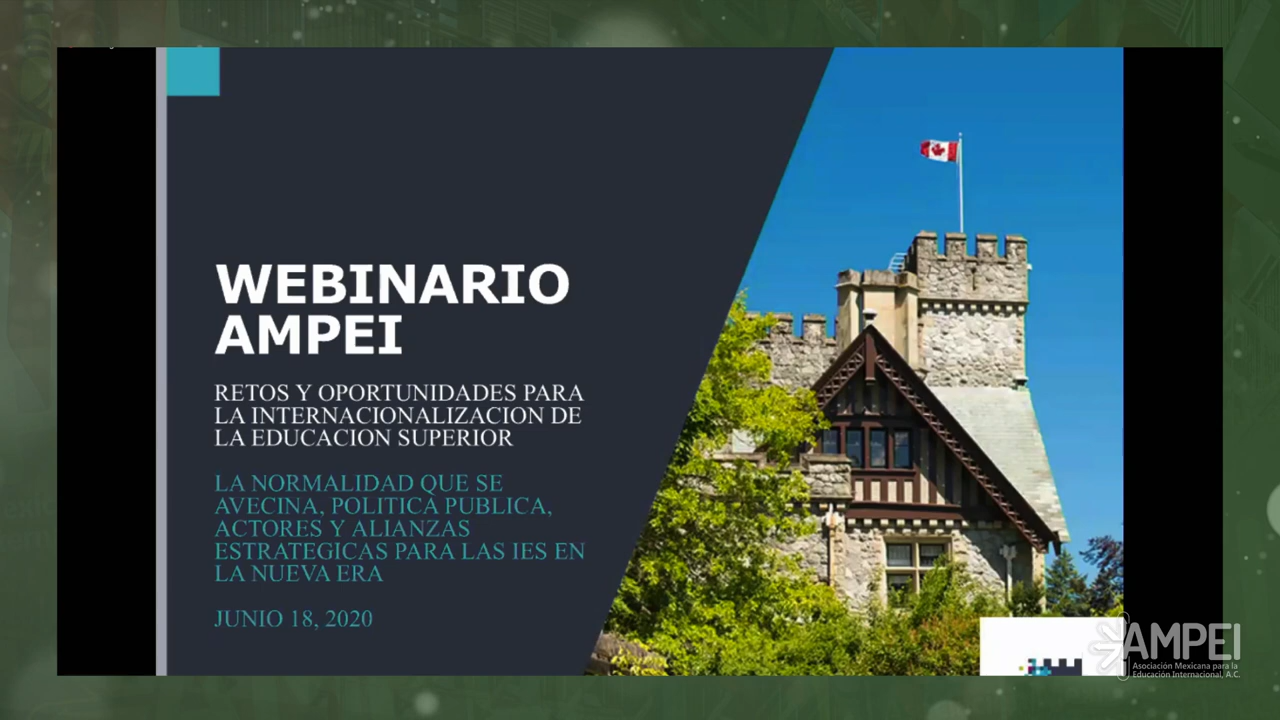 WEBINARIO
AMPEI
RETOS Y OPORTUNIDADES PARA
LA INTERNACIONALIZACION DE
LA EDUCACION SUPERIOR
LA NORMALIDAD QUE SE
AVECINA, POLITICA PUBLICA,
ACTORES Y ALIANZAS
ESTRATEGICAS PARA LAS IES EN
LA NUEVA ERA
JUNIO 18, 2020
AMPEI
Asociación Mexicana para la
Educación Internacional, A.C.